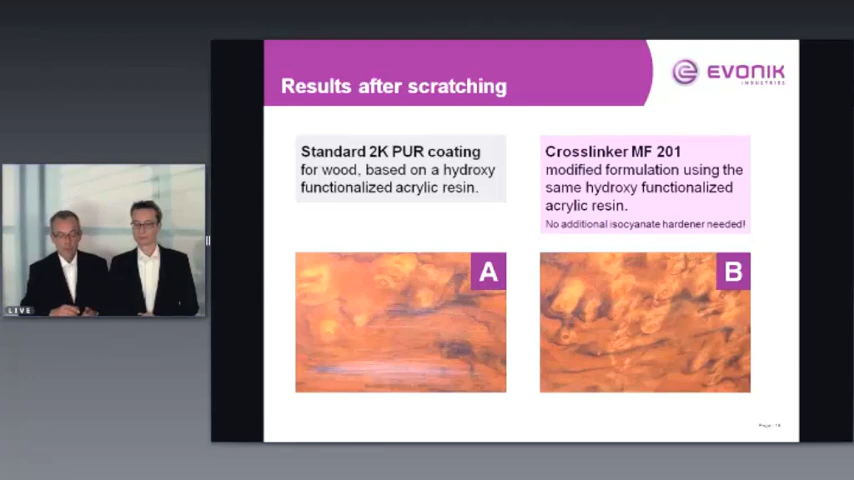 Results after scratching
EVONIK
INDUSTRIES
Standard 2K PUR coating
for wood, based on a hydroxy
functionalized acrylic resin.
Crosslinker MF 201
modified formulation using the
same hydroxy functionalized
acrylic resin.
No additional isocyanate hardener needed!
A
B
LIVE